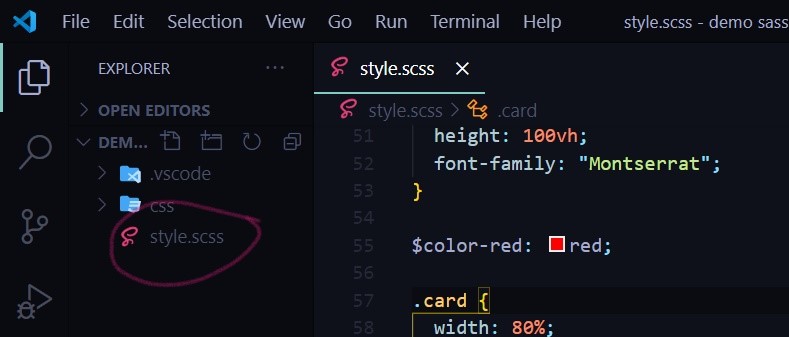 File Edit Selection View Go Run Terminal Help style.scss - demo sass
EXPLORER ···
OPEN EDITORS
DEM...
.vscode
css
style.scss
style.scss
style.scss > .card
51 height: 100vh;
52 font-family: "Montserrat";
53 }
54
55 $color-red: red;
56
57 .card {
58 width: 80%;